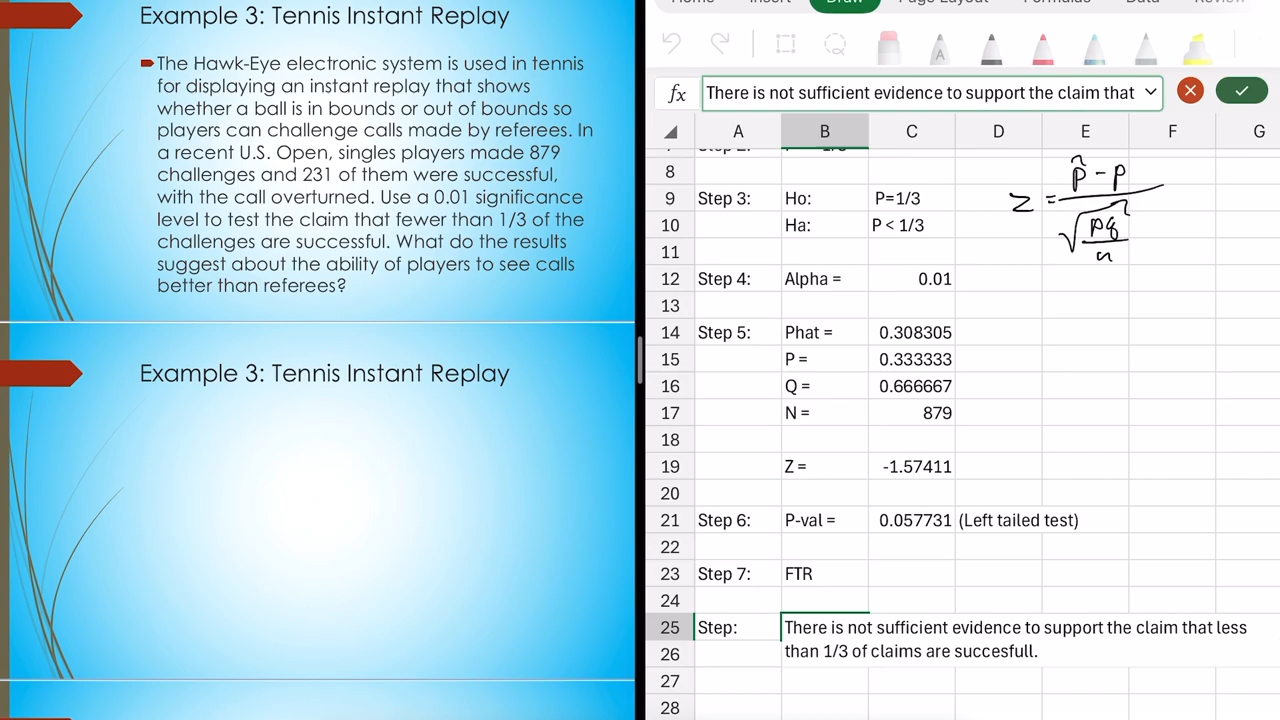 Example 3: Tennis Instant Replay
The Hawk-Eye electronic system is used in tennis
for displaying an instant replay that shows
whether a ball is in bounds or out of bounds so
players can challenge calls made by referees. In
a recent U.S. Open, singles players made 879
challenges and 231 of them were successful,
with the call overturned. Use a 0.01 significance
level to test the claim that fewer than 1/3 of the
challenges are successful. What do the results
suggest about the ability of players to see calls
better than referees?
Example 3: Tennis Instant Replay
Home Insert Draw Page Layout Formulas Data Review
A
fx There is not sufficient evidence to support the claim that
A B C D E F G
8
9 Step 3: Ho: P=1/3
10 Ha: P < 1/3
11
12 Step 4: Alpha = 0.01
13
14 Step 5: Phat = 0.308305
15 P = 0.333333
16 Q = 0.666667
17 N = 879
18
19 Z = -1.57411
20
21 Step 6: P-val = 0.057731 (Left tailed test)
22
23 Step 7: FTR
24
25 Step: There is not sufficient evidence to support the claim that less
26 than 1/3 of claims are succesfull.
27
28
p̂ - p
z =
√ pq
n